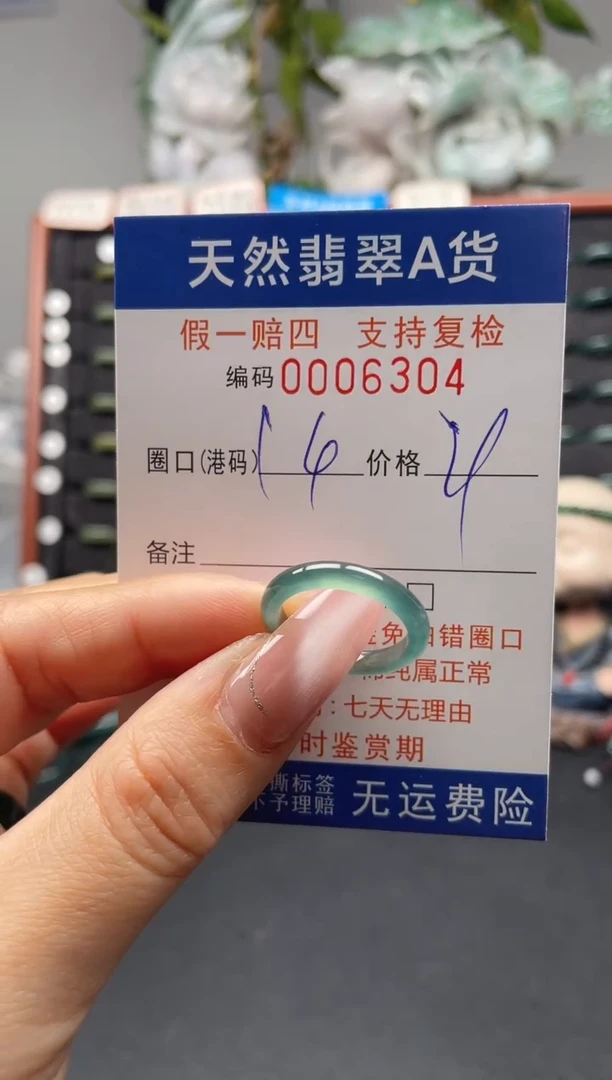 天然翡翠A货
假一赔四 支持复检
编码 0006304
圈口(港码) 14 价格 4
备注
免 错圈口
纯属正常
：七天无理由
时鉴赏期
撕标签
不予理赔
无运费险